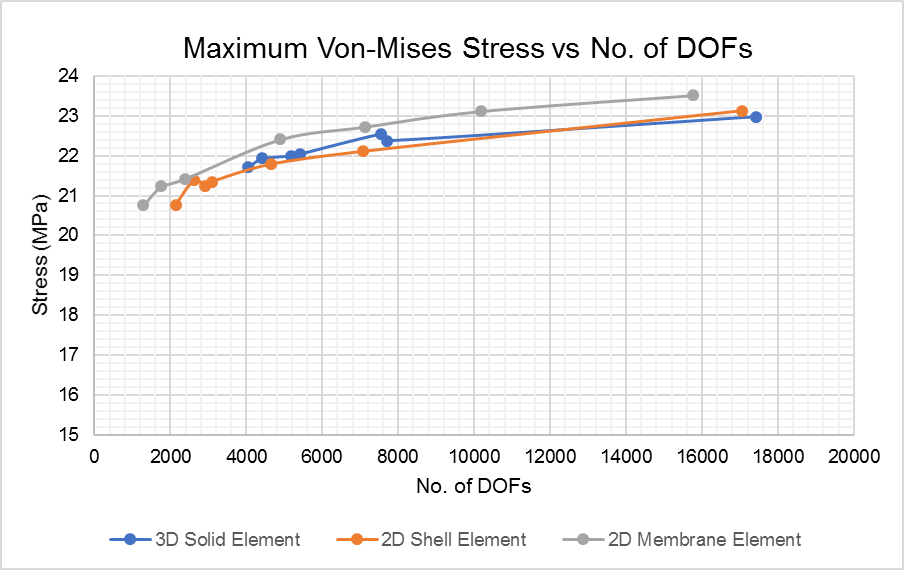 Maximum Von-Mises Stress vs No. of DOFs
24
23
22
21
20
19
18
17
16
15
Stress (MPa)
0 2000 4000 6000 8000 10000 12000 14000 16000 18000 20000
No. of DOFs
3D Solid Element 2D Shell Element 2D Membrane Element